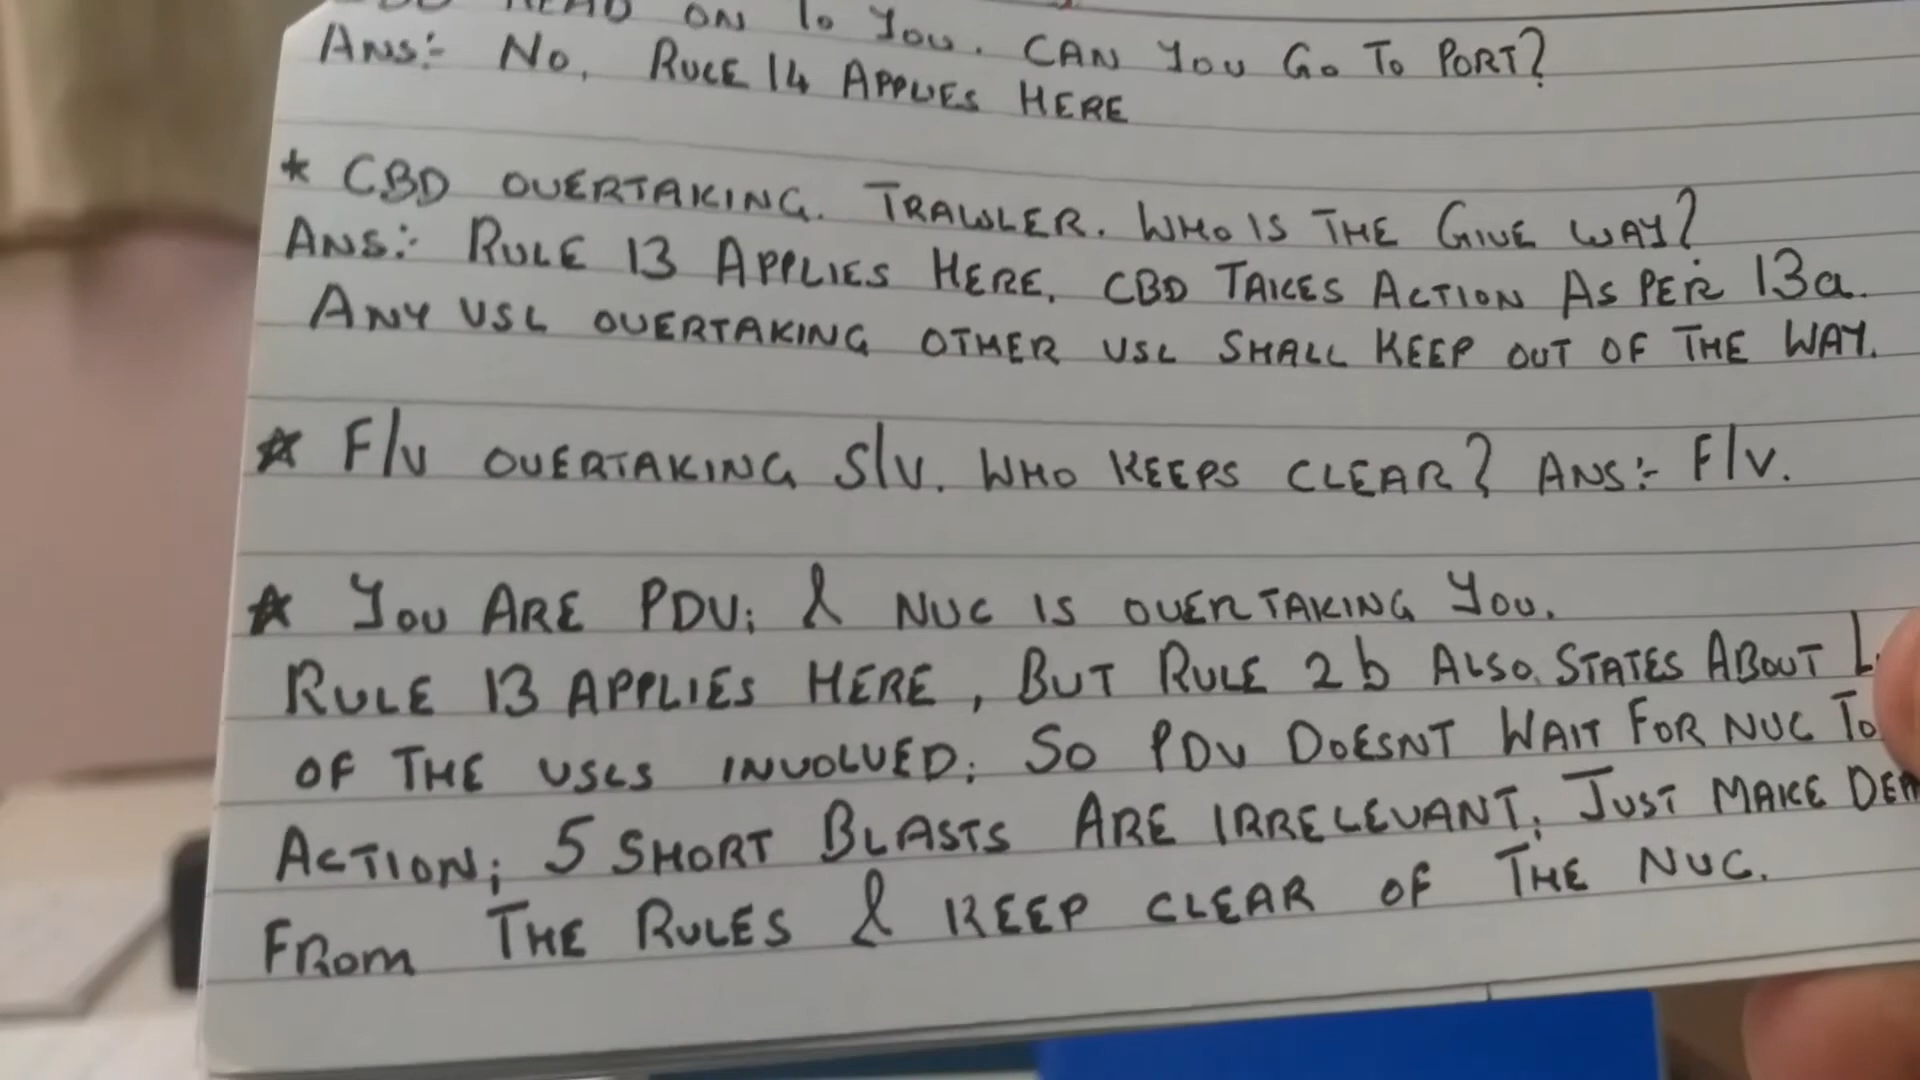 HEAD ON TO YOU. CAN YOU GO TO PORT?
ANS:- NO, RULE 14 APPLIES HERE
* CBD OVERTAKING. TRAWLER. WHO IS THE GIVE WAY?
ANS:- RULE 13 APPLIES HERE. CBD TAKES ACTION AS PER 13a.
ANY VSL OVERTAKING OTHER VSL SHALL KEEP OUT OF THE WAY.
* F/V OVERTAKING S/V. WHO KEEPS CLEAR? ANS:- F/V.
* YOU ARE PDV; & NUC IS OVERTAKING YOU.
RULE 13 APPLIES HERE, BUT RULE 2b ALSO STATES ABOUT
OF THE VSLS INVOLVED. SO PDV DOESNT WAIT FOR NUC TO
ACTION; 5 SHORT BLASTS ARE IRRELEVANT. JUST MAKE
FROM THE RULES & KEEP CLEAR OF THE NUC.